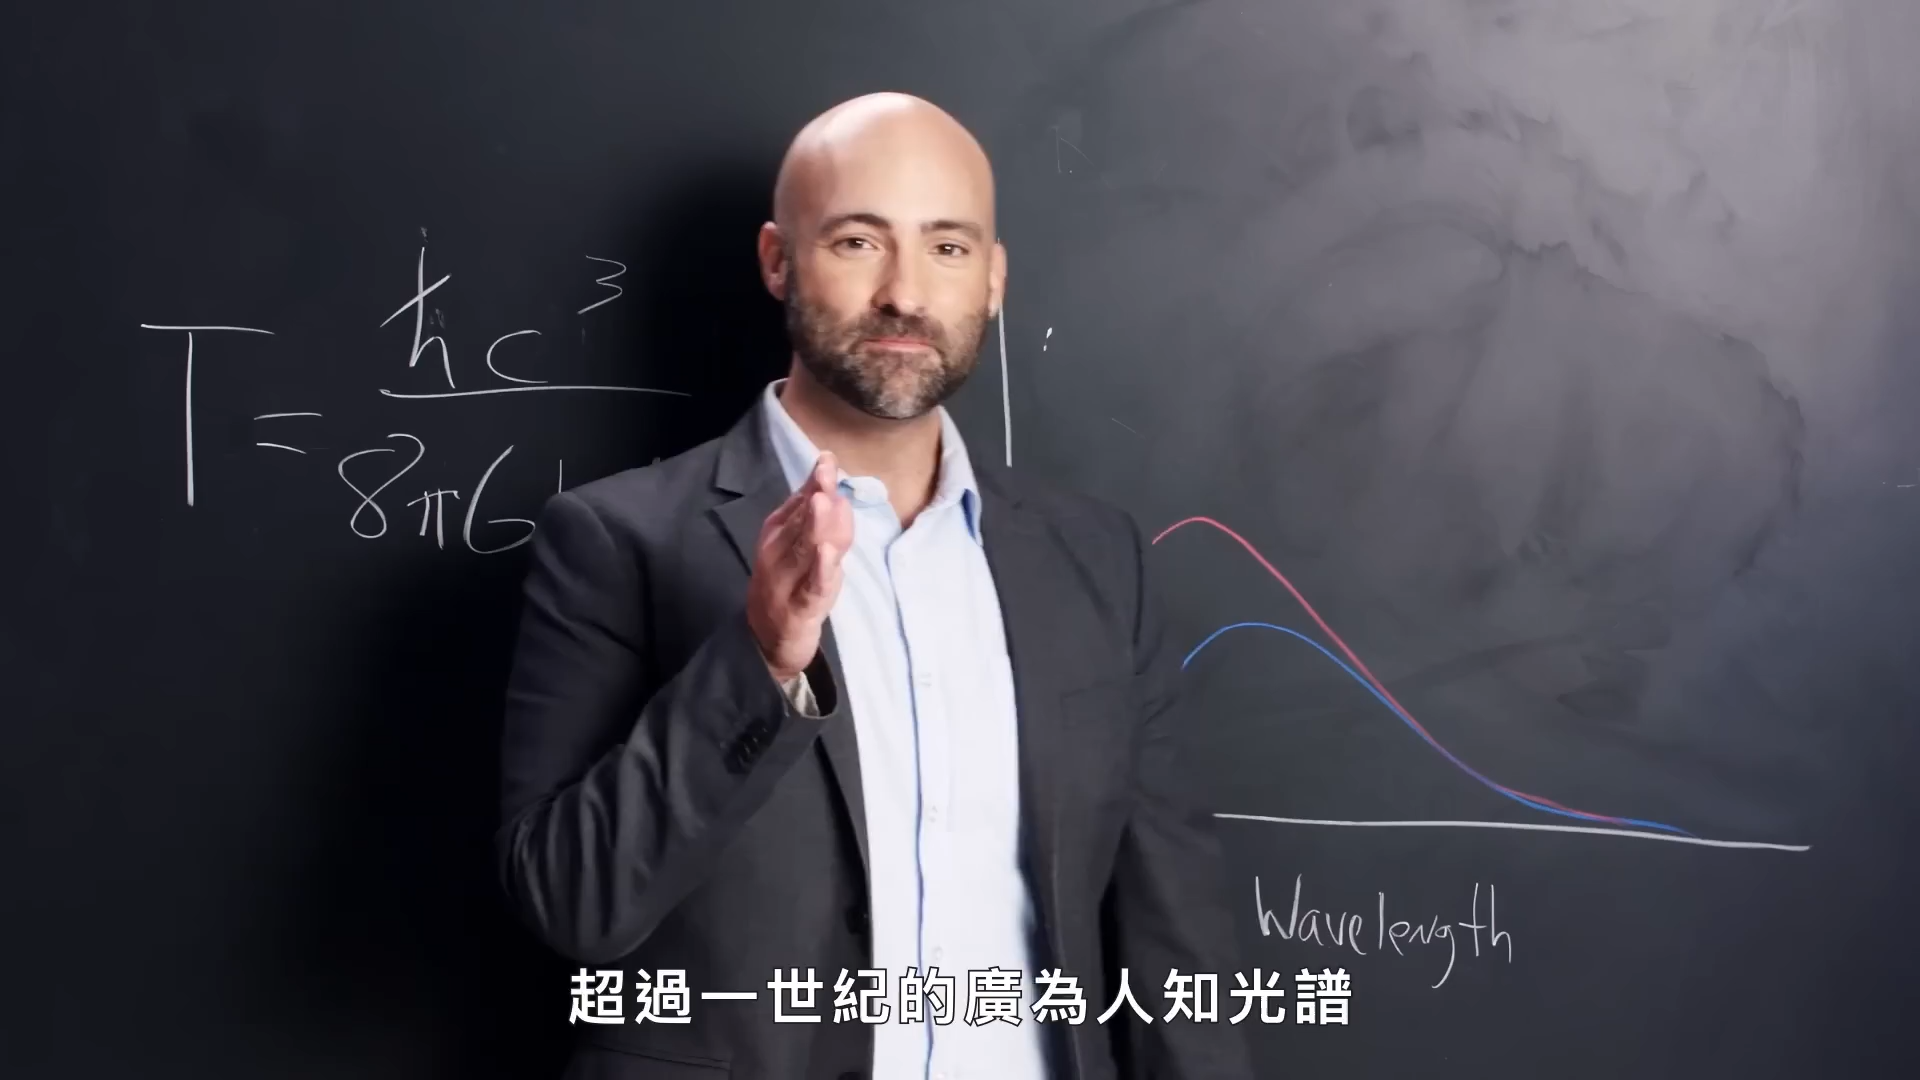 T = ħc³
8πG
Wavelength
超過一世紀的廣為人知光譜